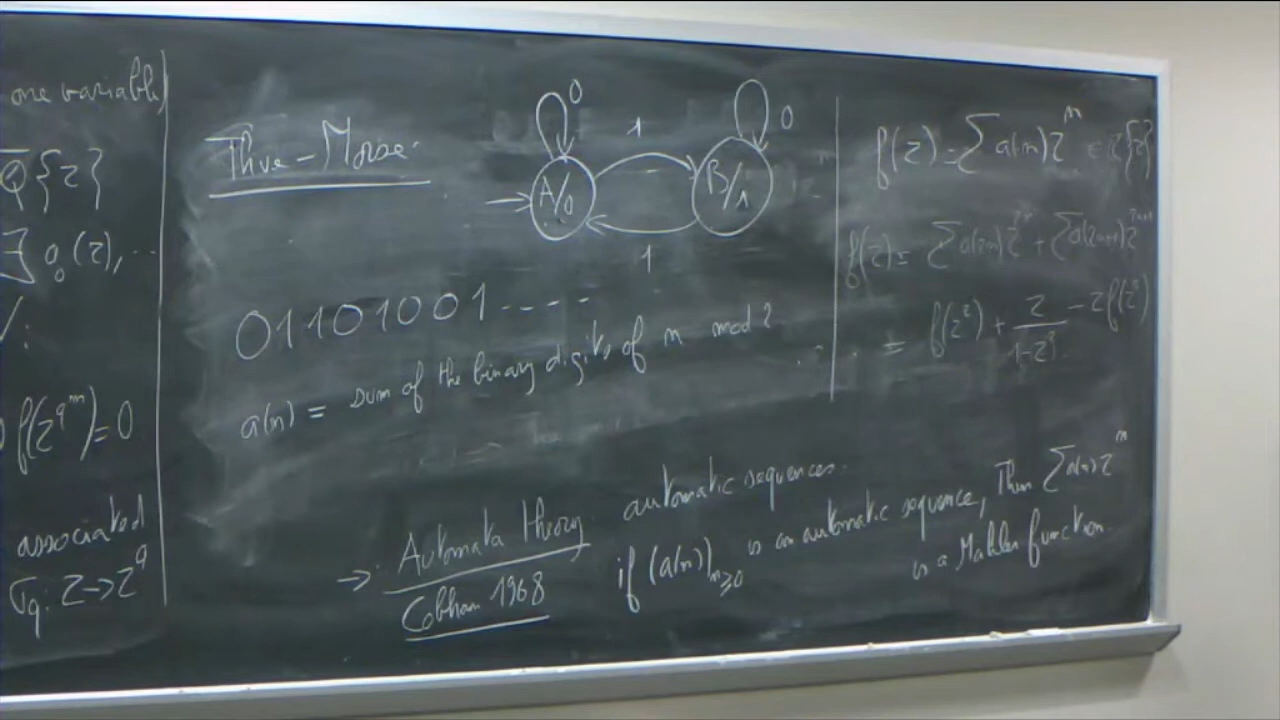 one variable)
Q̅{z}
∃ p₀(z), ...
f(z^{q^m}) = 0
associated
σ_q: z → z^q
Thue-Morse.
0
1
0
A/0
B/1
1
01101001....
a(n) = sum of the binary digits of n mod 2
→ Automata theory automatic sequences.
Cobham 1968
if (a(n))_{n≥0} is an automatic sequence, Then Σ a(n) z^n
is a Mahler function.
f(z) = Σ a(n) z^n ∈ {z}
f(z) = Σ a(2n) z^{2n} + Σ a(2n+1) z^{2n+1}
= f(z²) + z/(1-z²) - z f(z²)